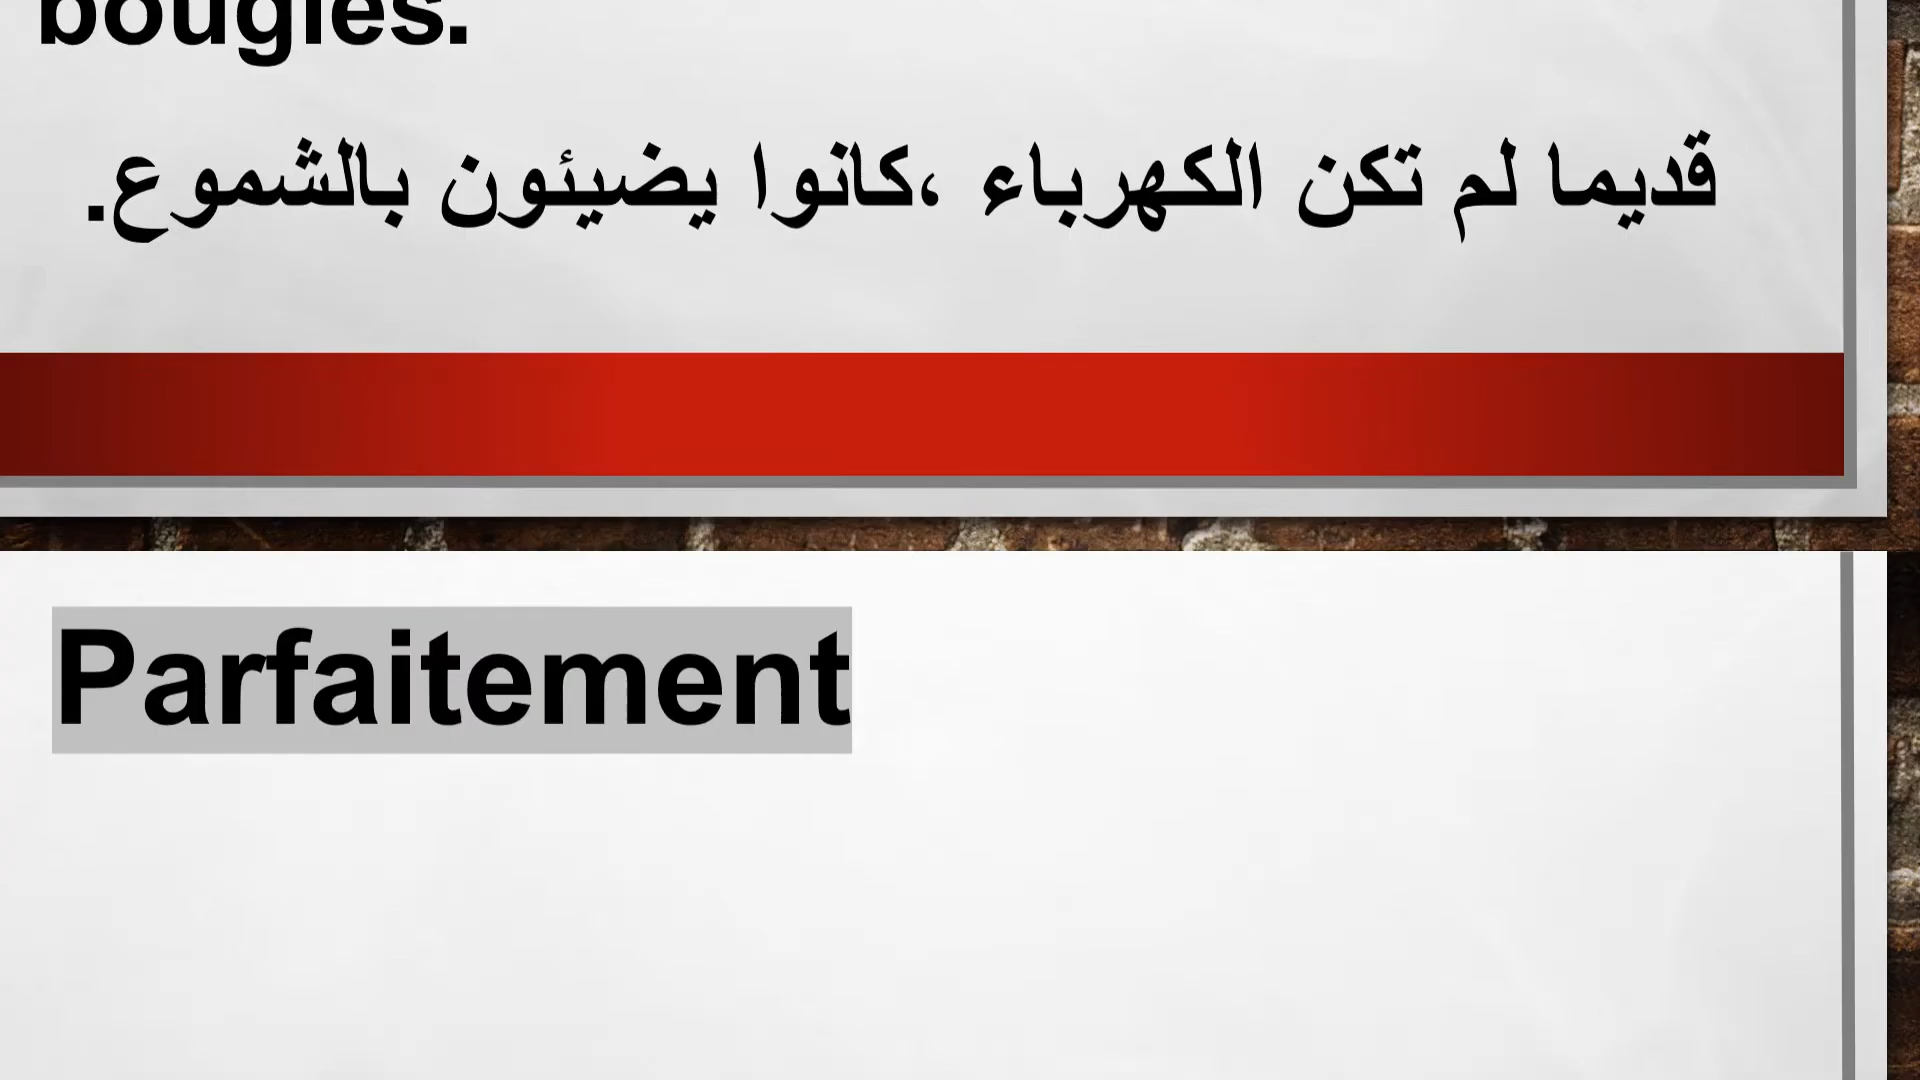 bougies.
قديما لم تكن الكهرباء ،كانوا يضيئون بالشموع.
Parfaitement